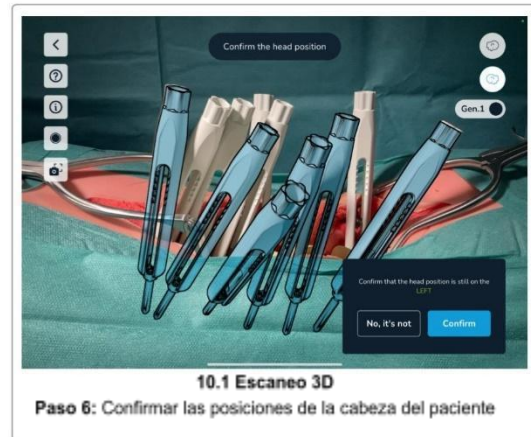 Confirm the head position
Gen.1
Confirm that the head position is still on the
LEFT
No, it's not
Confirm
10.1 Escaneo 3D
Paso 6: Confirmar las posiciones de la cabeza del paciente